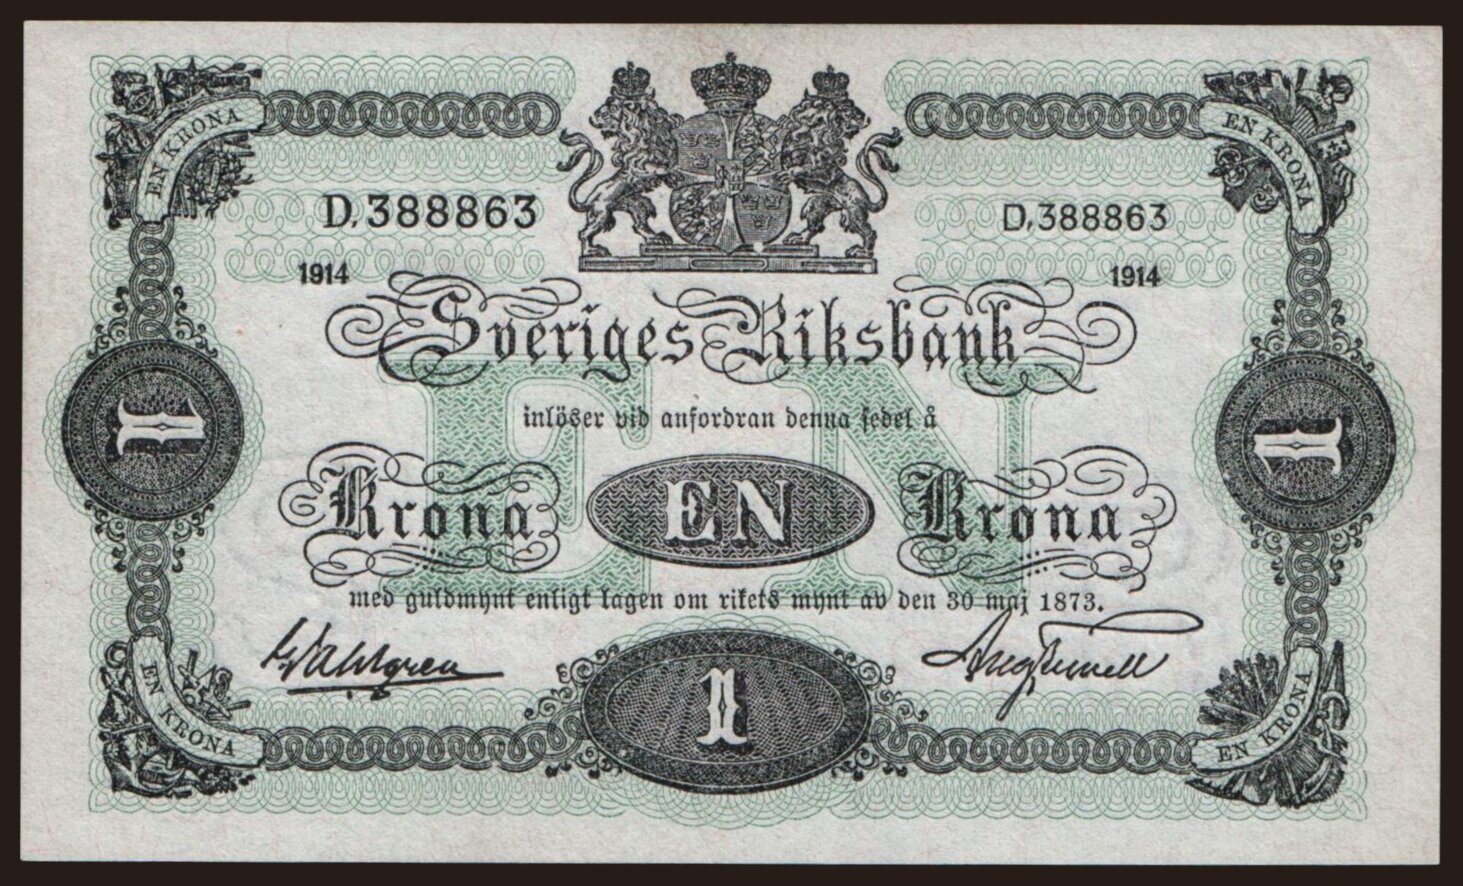 EN KRONA
EN KRONA
D,388863
D,388863
1914
1914
Sveriges Riksbank
inlöser vid anfordran denna sedel å
EN
1
1
Krona EN Krona
med guldmynt enligt lagen om rikets mynt av den 30 maj 1873.
1
EN KRONA
EN KRONA